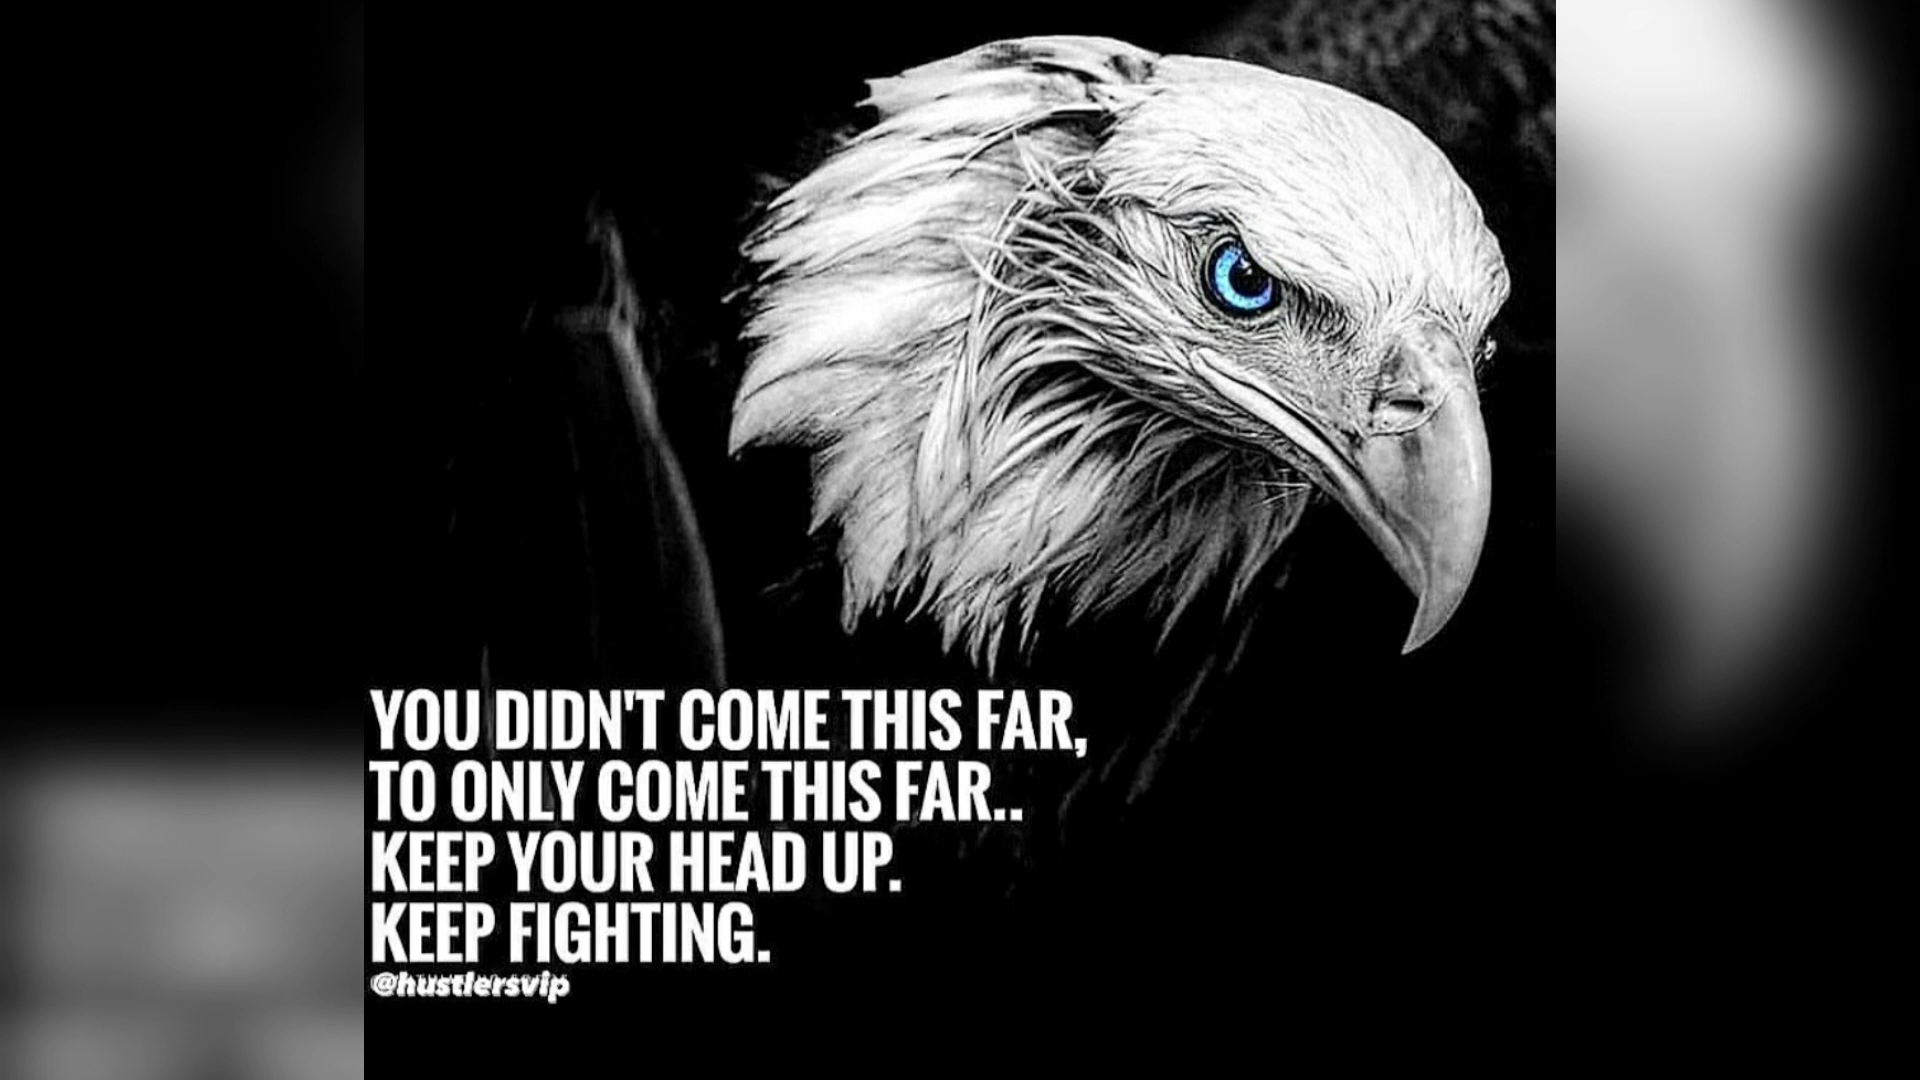 YOU DIDN'T COME THIS FAR,
TO ONLY COME THIS FAR..
KEEP YOUR HEAD UP.
KEEP FIGHTING.
@hustlersvip